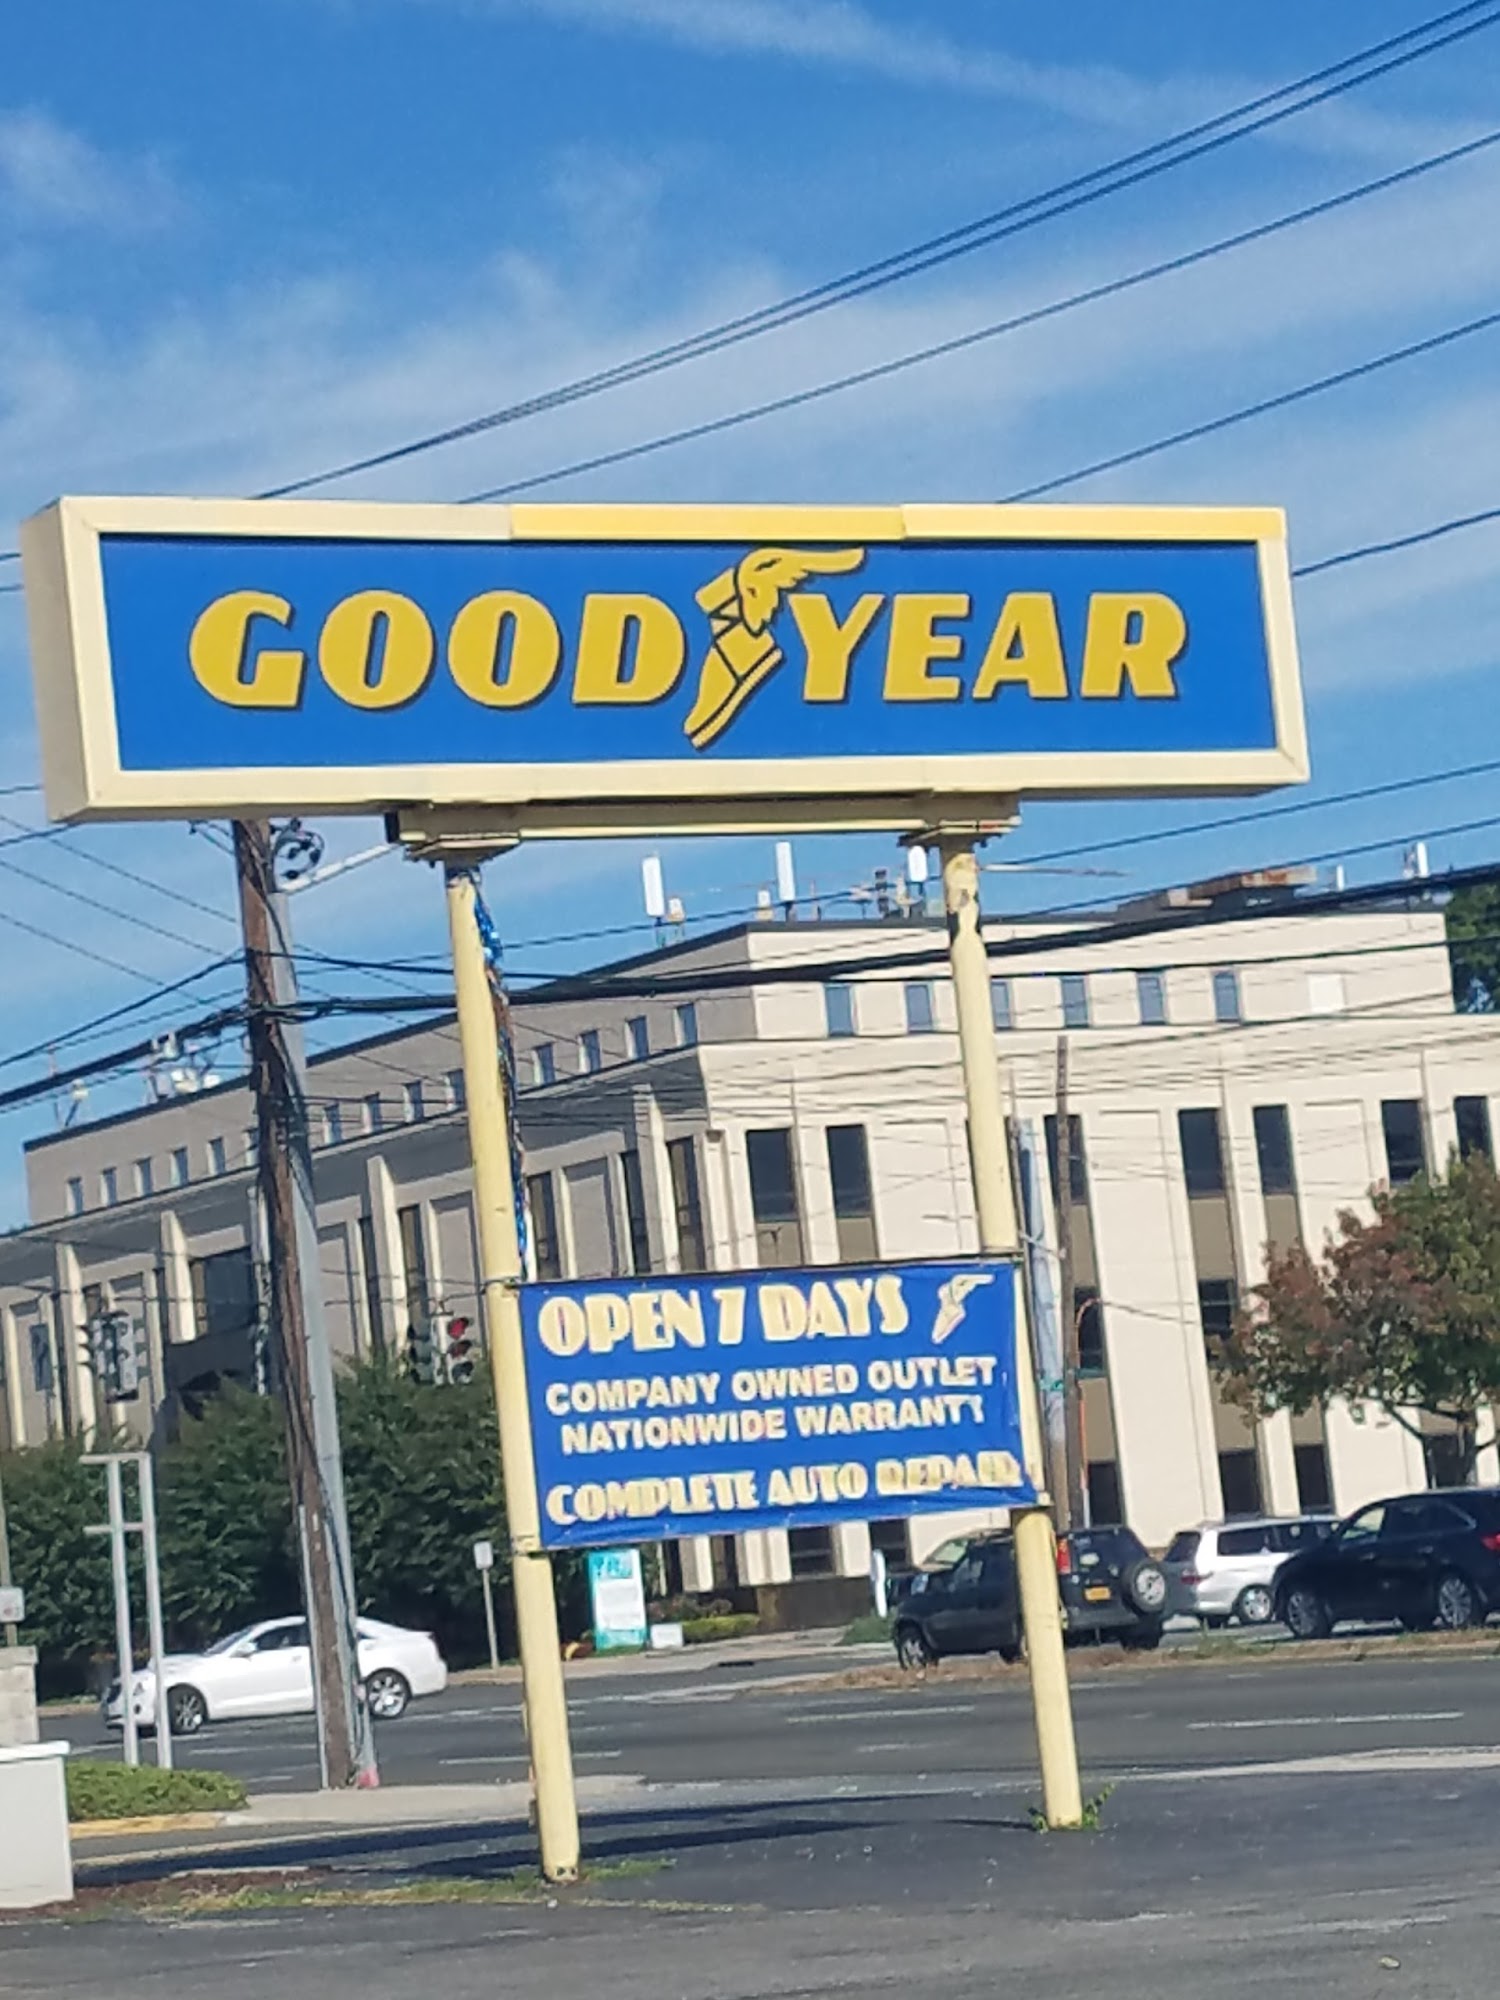 GOODYEAR
OPEN 7 DAYS
COMPANY OWNED OUTLET
NATIONWIDE WARRANTY
COMPLETE AUTO REPAIR